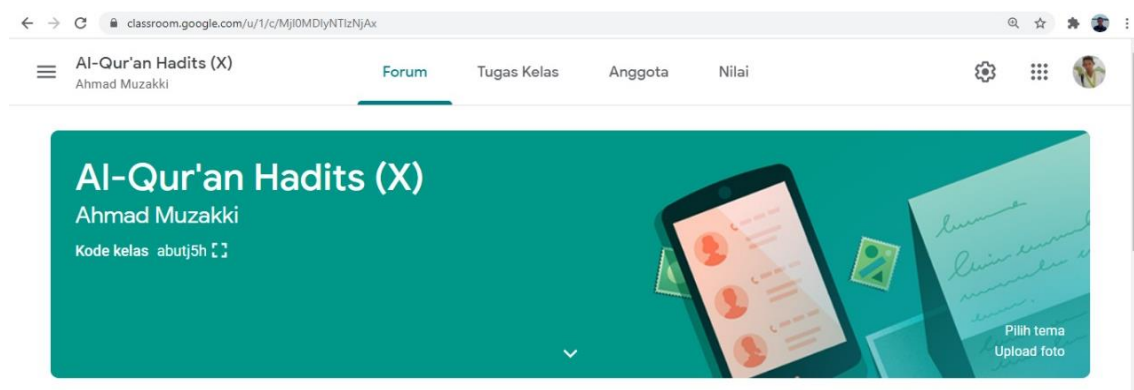 classroom.google.com/u/1/c/MjI0MDIyNTIzNjAx
Al-Qur'an Hadits (X)
Ahmad Muzakki
Forum Tugas Kelas Anggota Nilai
Al-Qur'an Hadits (X)
Ahmad Muzakki
Kode kelas abutj5h
Pilih tema
Upload foto